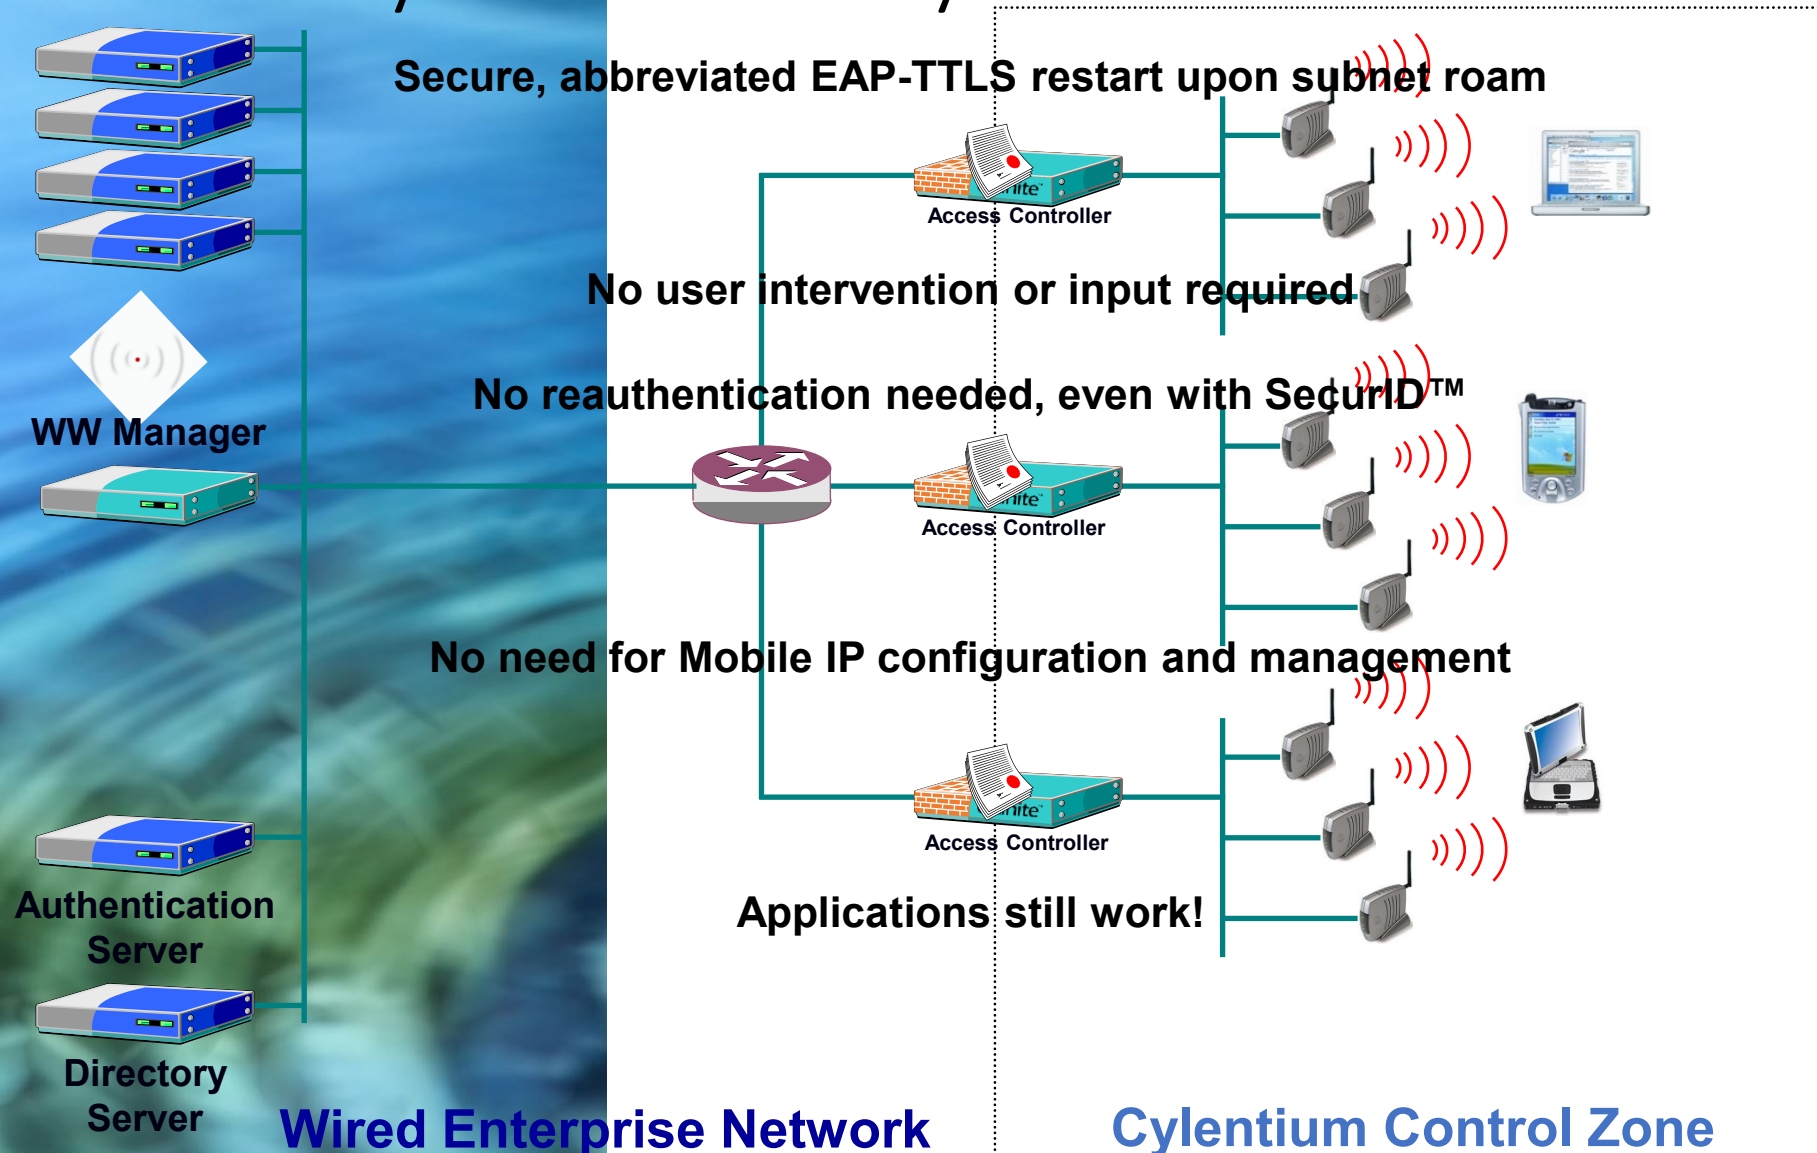 Secure, abbreviated EAP-TTLS restart upon subnet roam
Access Controller
No user intervention or input required
No reauthentication needed, even with SecurID™
WW Manager
Access Controller
No need for Mobile IP configuration and management
Access Controller
Applications still work!
Authentication
Server
Directory
Server
Wired Enterprise Network
Cylentium Control Zone